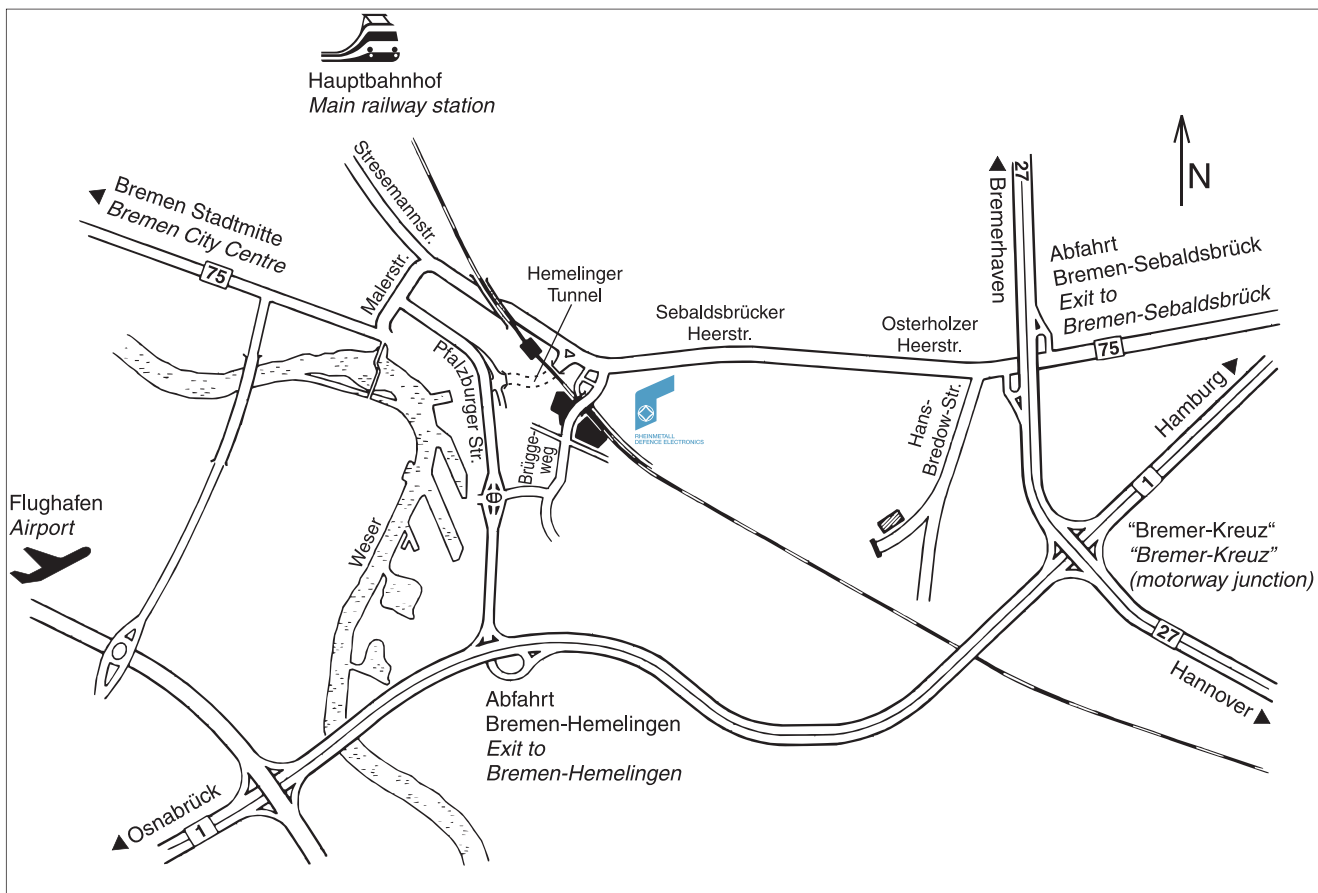 Hauptbahnhof
Main railway station
Stresemannstr.
Bremen Stadtmitte
Bremen City Centre
75
Malerstr.
Hemelinger
Tunnel
Sebaldsbrücker
Heerstr.
Osterholzer
Heerstr.
27
Bremerhaven
N
Abfahrt
Bremen-Sebaldsbrück
Exit to
Bremen-Sebaldsbrück
75
Hamburg
1
Pfalzburger Str.
RHEINMETALL
DEFENCE ELECTRONICS
Brügge-
weg
Hans-
Bredow-Str.
Flughafen
Airport
Weser
"Bremer-Kreuz"
"Bremer-Kreuz"
(motorway junction)
27
Hannover
Abfahrt
Bremen-Hemelingen
Exit to
Bremen-Hemelingen
Osnabrück
1